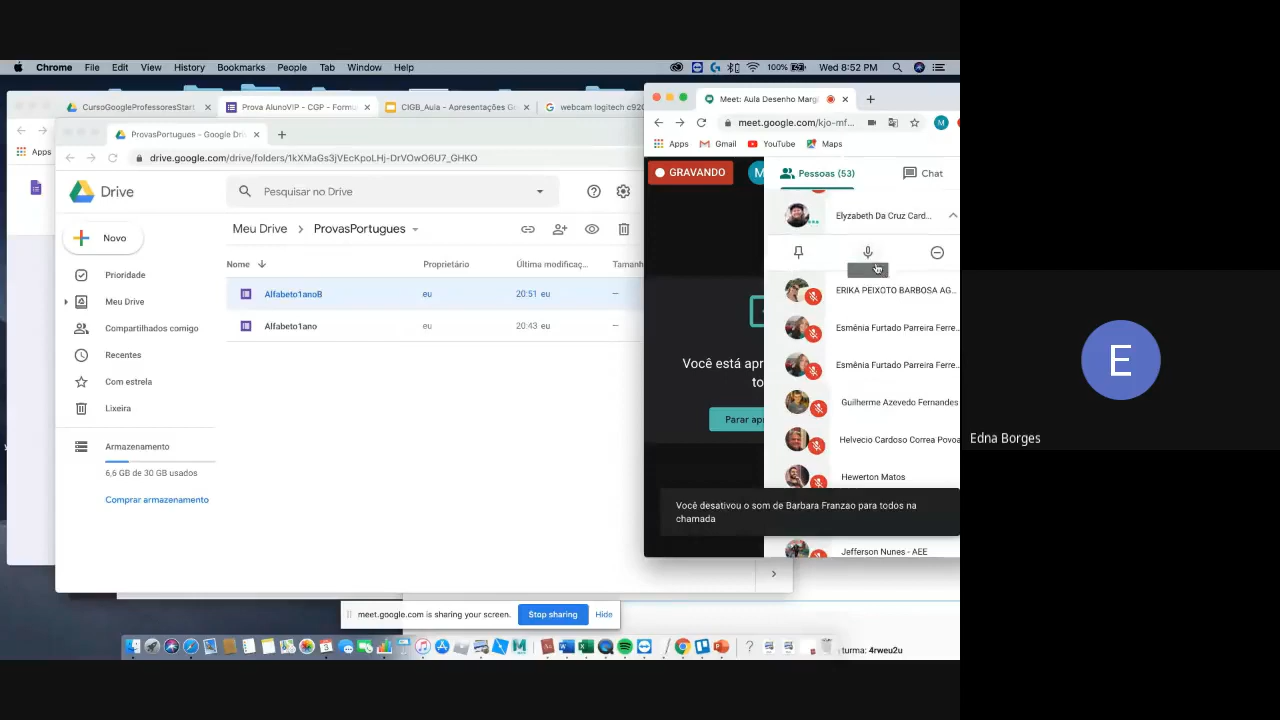 Chrome File Edit View History Bookmarks People Tab Window Help
100% Wed 8:52 PM
CursoGoogleProfessoresStart
Prova AlunoVIP - CGP - Formu
CIGB_Aula - Apresentações G
webcam logitech c920
Apps
ProvasPortugues - Google Dri
drive.google.com/drive/folders/1kXMaGs3jVEcKpoLHj-DrVOwO6U7_GHKO
Drive
Pesquisar no Drive
Novo
Prioridade
Meu Drive
Compartilhados comigo
Recentes
Com estrela
Lixeira
Armazenamento
6,6 GB de 30 GB usados
Comprar armazenamento
Meu Drive
ProvasPortugues
Nome Proprietário Última modificaç... Tamanh
Alfabeto1anoB eu 20:51 eu —
Alfabeto1ano eu 20:43 eu —
Meet: Aula Desenho Margi
meet.google.com/kjo-mf...
M
Apps Gmail YouTube Maps
GRAVANDO
M
Você está apr
to
Parar apr
Pessoas (53)
Chat
Elyzabeth Da Cruz Card...
ERIKA PEIXOTO BARBOSA AG...
Esmênia Furtado Parreira Ferre...
Esmênia Furtado Parreira Ferre...
Guilherme Azevedo Fernandes
Helvecio Cardoso Correa Povoa
Hewerton Matos
Você desativou o som de Barbara Franzao para todos na
chamada
Jefferson Nunes - AEE
meet.google.com is sharing your screen. Stop sharing Hide
turma: 4rweu2u
E
Edna Borges